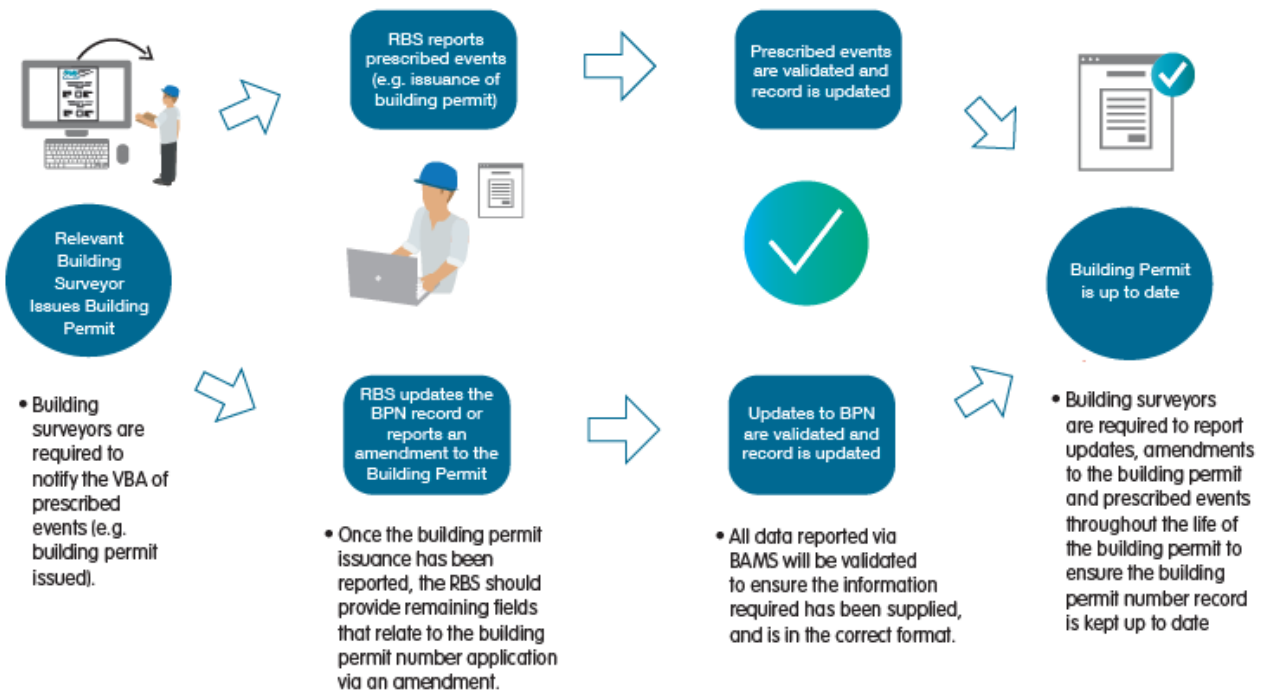 Relevant
Building
Surveyor
Issues Building
Permit
• Building
surveyors are
required to
notify the VBA of
prescribed
events (e.g.
building permit
issued).
RBS reports
prescribed events
(e.g. issuance of
building permit)
RBS updates the
BPN record or
reports an
amendment to the
Building Permit
• Once the building permit
issuance has been
reported, the RBS should
provide remaining fields
that relate to the building
permit number application
via an amendment.
Prescribed events
are validated and
record is updated
Updates to BPN
are validated and
record is updated
• All data reported via
BAMS will be validated
to ensure the information
required has been supplied,
and is in the correct format.
Building Permit
is up to date
• Building surveyors
are required to report
updates, amendments
to the building permit
and prescribed events
throughout the life of
the building permit to
ensure the building
permit number record
is kept up to date